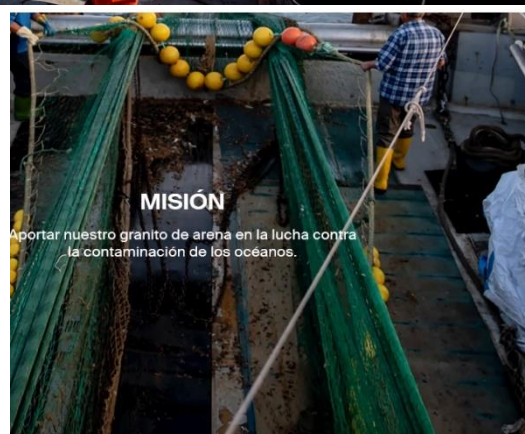 MISIÓN
Aportar nuestro granito de arena en la lucha contra
la contaminación de los océanos.